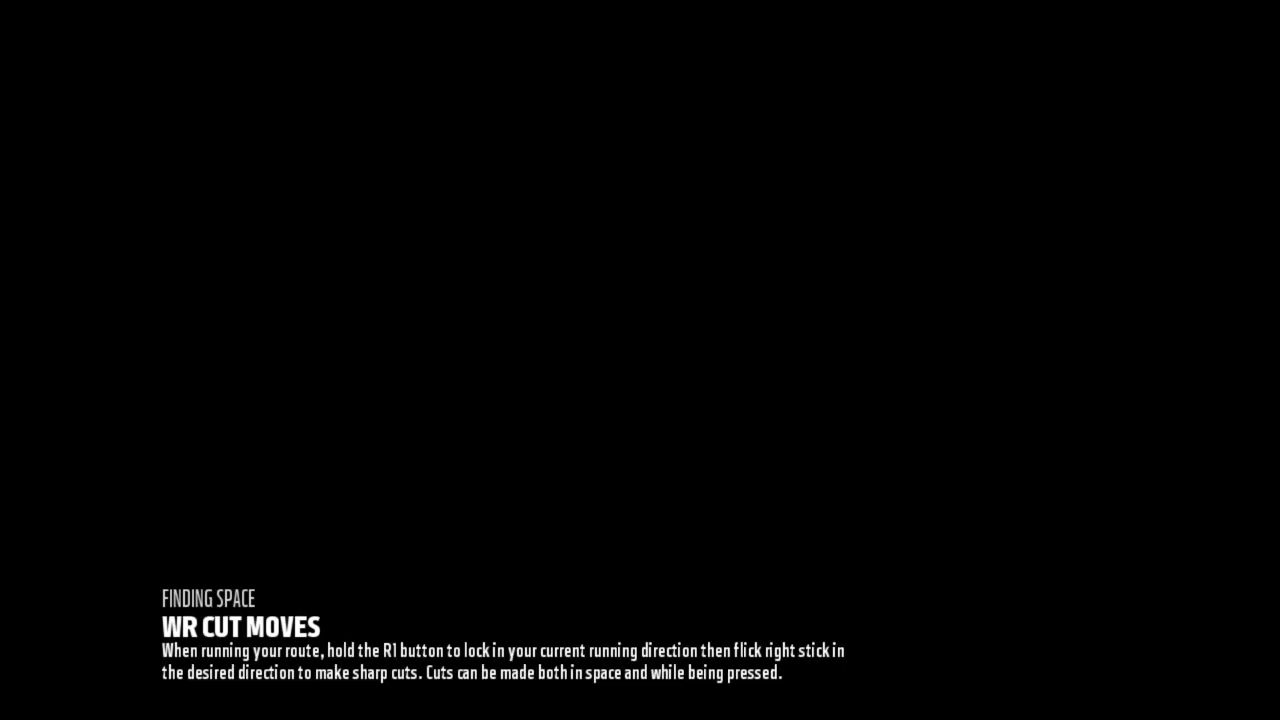 FINDING SPACE
WR CUT MOVES
When running your route, hold the R1 button to lock in your current running direction then flick right stick in
the desired direction to make sharp cuts. Cuts can be made both in space and while being pressed.